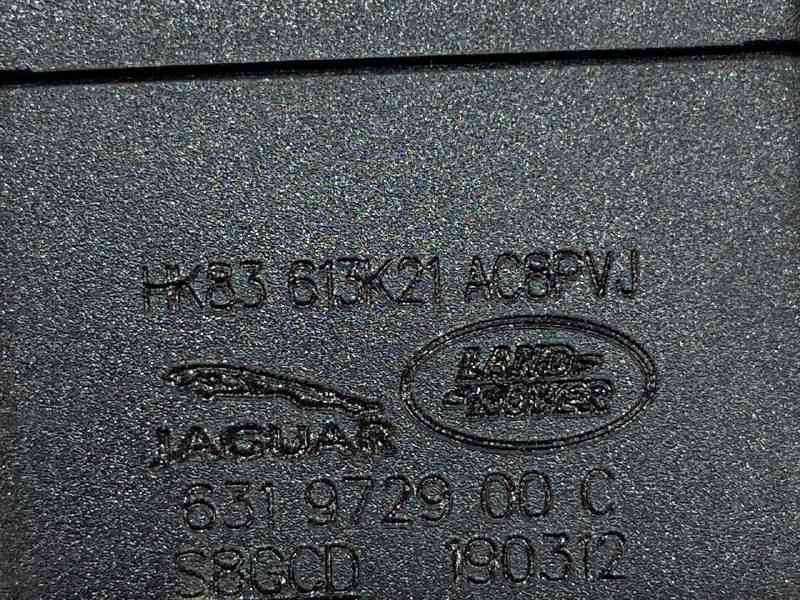 HK83 613K21 AC8PVJ
LAND-
-ROVER
JAGUAR
631 9729 00 C
S8GCD 190312